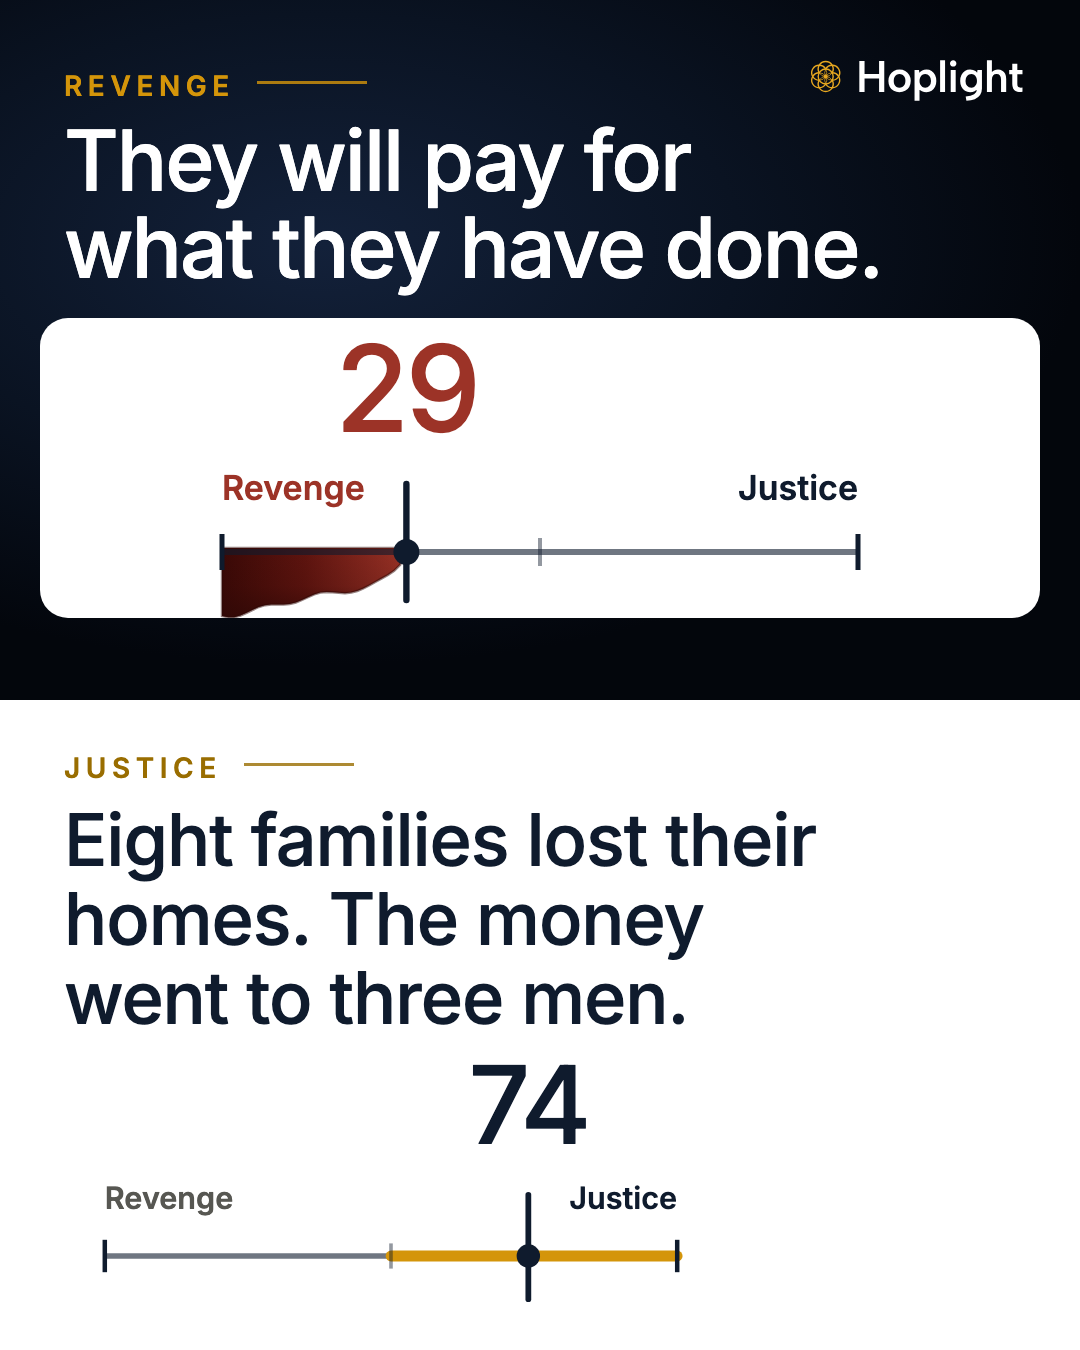 REVENGE
Hoplight
They will pay for
what they have done.
29
Revenge
Justice
JUSTICE
Eight families lost their
homes. The money
went to three men.
74
Revenge
Justice